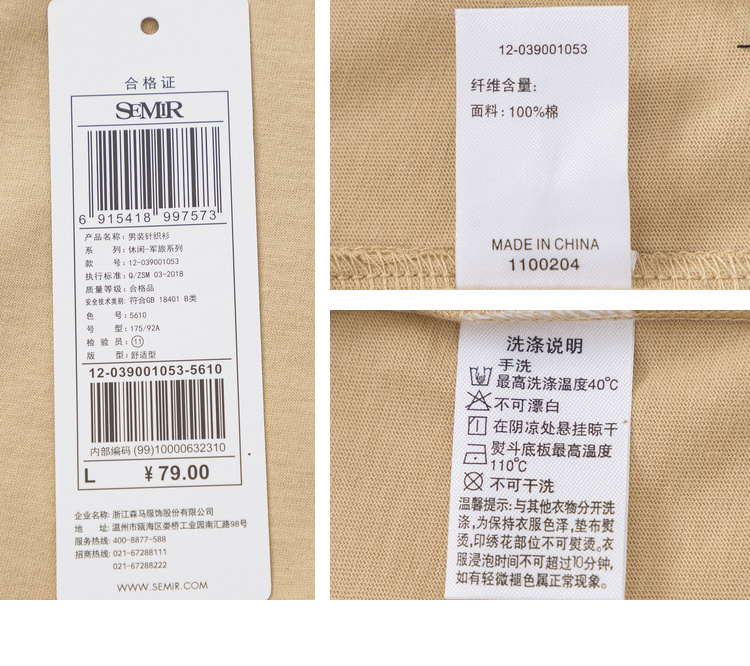 合格证
SEMIR
6 915418 997573
产品名称: 男装针织衫
系 列: 休闲-军旅系列
款 号: 12-039001053
执行标准: Q/ZSM 03-2018
质量等级: 合格品
安全技术类别: 符合GB 18401 B类
色 号: 5610
号 型: 175/92A
检 验 员: 11
版 型: 舒适型
12-039001053-5610
内部编码 (99)10000632310
L ¥79.00
企业名称: 浙江森马服饰股份有限公司
地 址: 温州市瓯海区娄桥工业园南汇路98号
服务热线: 400-8877-588
招商热线: 021-67288111
021-67288222
WWW.SEMIR.COM
12-039001053
纤维含量:
面料: 100%棉
MADE IN CHINA
1100204
洗涤说明
手洗
最高洗涤温度40℃
不可漂白
在阴凉处悬挂晾干
熨斗底板最高温度
110℃
不可干洗
温馨提示: 与其他衣物分开洗
涤,为保持衣服色泽,垫布熨
烫,印绣花部位不可熨烫。衣
服浸泡时间不可超过10分钟,
如有轻微褪色属正常现象。